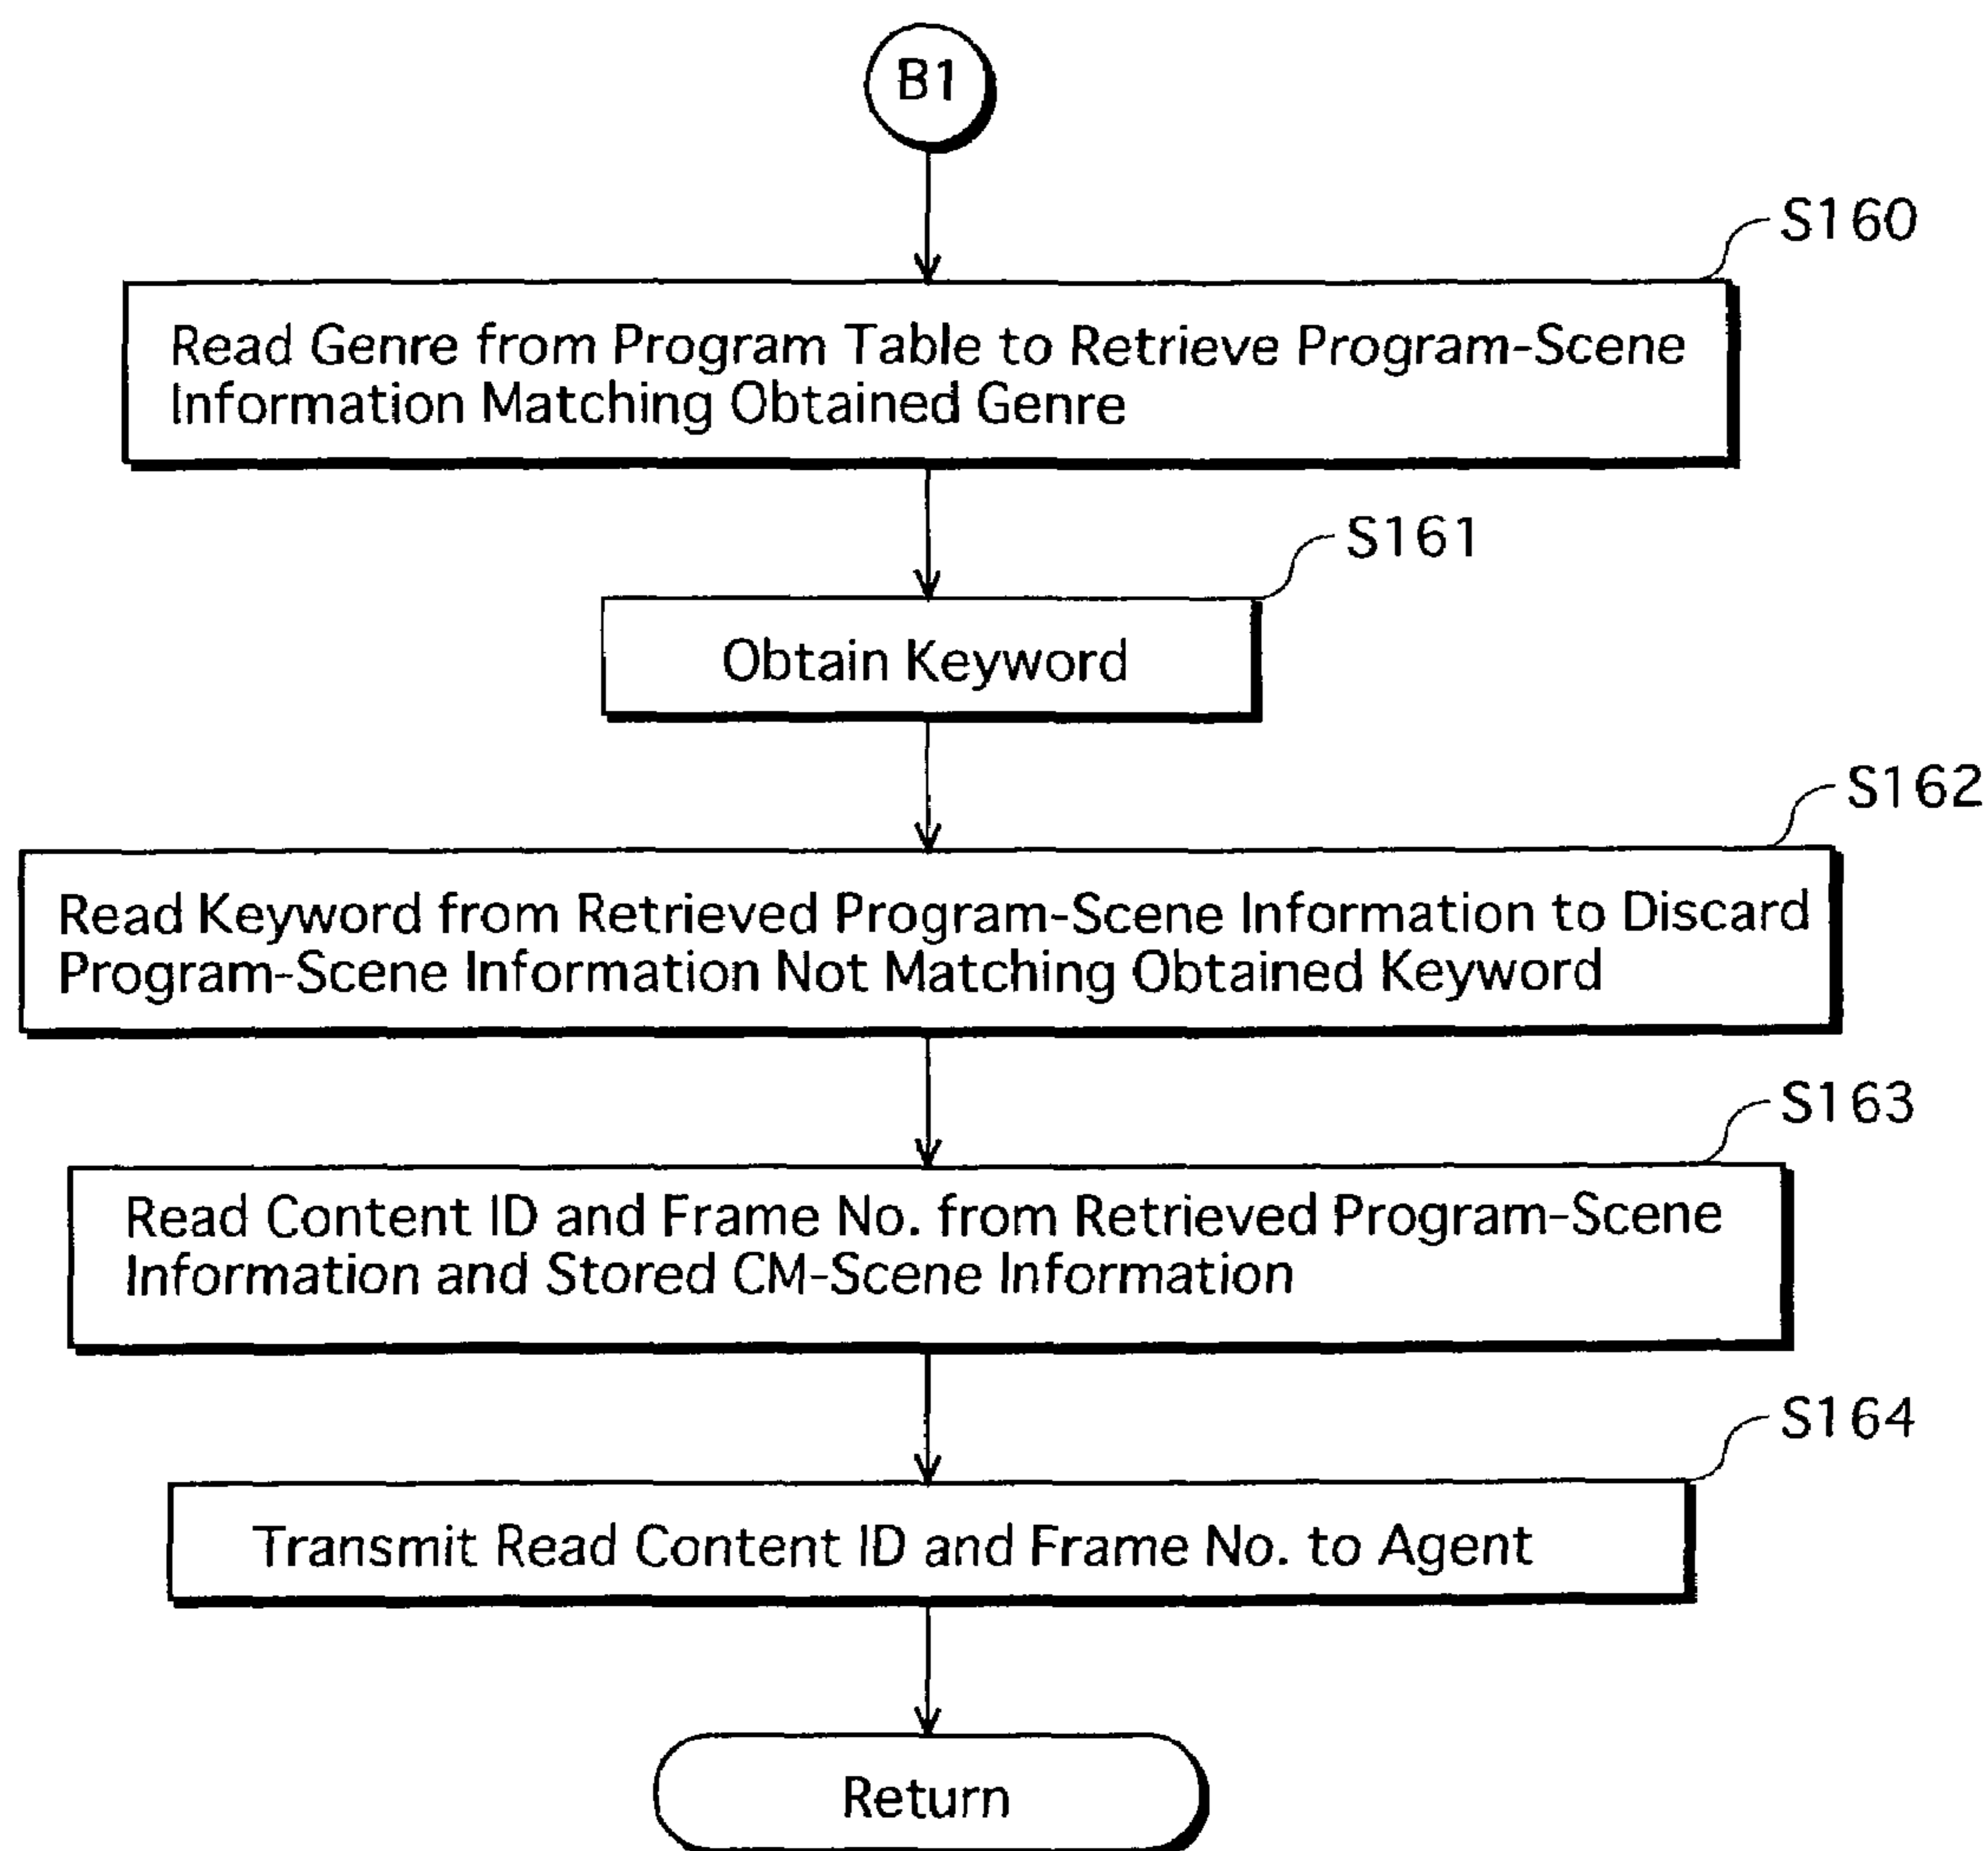 B1
S160
Read Genre from Program Table to Retrieve Program-Scene
Information Matching Obtained Genre
S161
Obtain Keyword
S162
Read Keyword from Retrieved Program-Scene Information to Discard
Program-Scene Information Not Matching Obtained Keyword
S163
Read Content ID and Frame No. from Retrieved Program-Scene
Information and Stored CM-Scene Information
S164
Transmit Read Content ID and Frame No. to Agent
Return